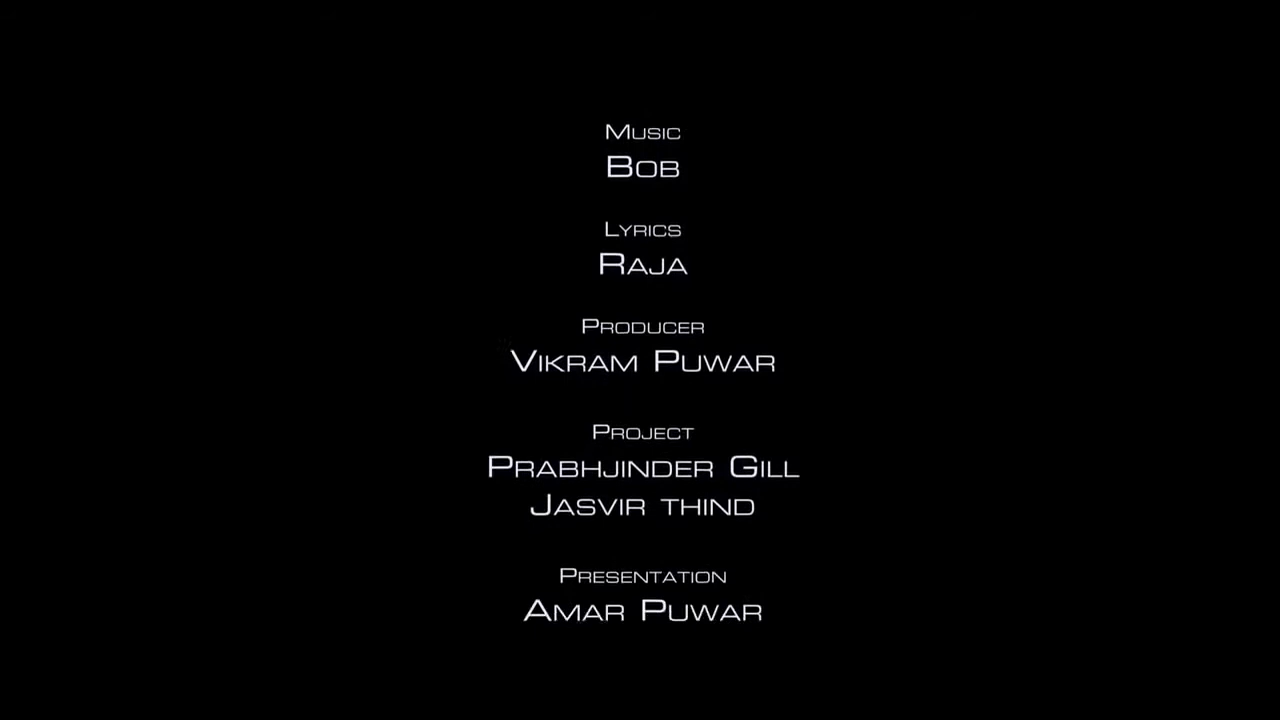 Music
Bob
Lyrics
Raja
Producer
Vikram Puwar
Project
Prabhjinder Gill
Jasvir thind
Presentation
Amar Puwar